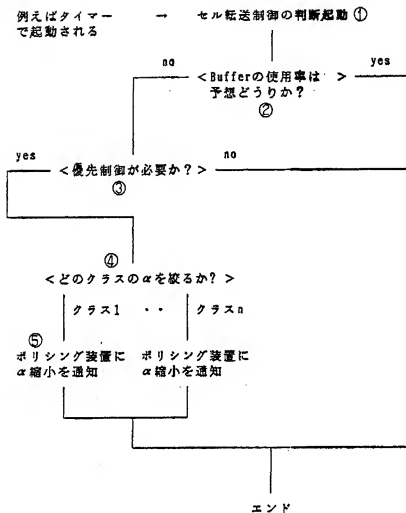 例えばタイマー → セル転送制御の判断起動 ①
で起動される
no <Bufferの使用率は > yes
予想どうりか?
②
yes <優先制御が必要か?> no
③
④
<どのクラスのαを絞るか?>
クラス1 ・・ クラスn
⑤
ポリシング装置に ポリシング装置に
α縮小を通知 α縮小を通知
エンド